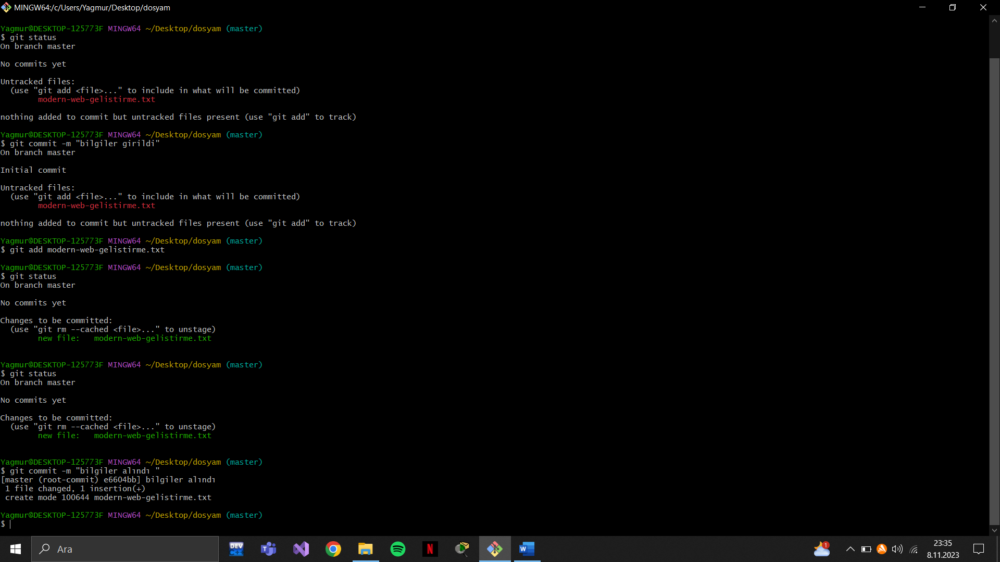 MINGW64:/c/Users/Yagmur/Desktop/dosyam
Yagmur@DESKTOP-125773F MINGW64 ~/Desktop/dosyam (master)
$ git status
On branch master
No commits yet
Untracked files:
  (use "git add <file>..." to include in what will be committed)
        modern-web-gelistirme.txt
nothing added to commit but untracked files present (use "git add" to track)
Yagmur@DESKTOP-125773F MINGW64 ~/Desktop/dosyam (master)
$ git commit -m "bilgiler girildi"
On branch master
Initial commit
Untracked files:
  (use "git add <file>..." to include in what will be committed)
        modern-web-gelistirme.txt
nothing added to commit but untracked files present (use "git add" to track)
Yagmur@DESKTOP-125773F MINGW64 ~/Desktop/dosyam (master)
$ git add modern-web-gelistirme.txt
Yagmur@DESKTOP-125773F MINGW64 ~/Desktop/dosyam (master)
$ git status
On branch master
No commits yet
Changes to be committed:
  (use "git rm --cached <file>..." to unstage)
        new file:   modern-web-gelistirme.txt
Yagmur@DESKTOP-125773F MINGW64 ~/Desktop/dosyam (master)
$ git status
On branch master
No commits yet
Changes to be committed:
  (use "git rm --cached <file>..." to unstage)
        new file:   modern-web-gelistirme.txt
Yagmur@DESKTOP-125773F MINGW64 ~/Desktop/dosyam (master)
$ git commit -m "bilgiler alındı "
[master (root-commit) e6604bb] bilgiler alındı
 1 file changed, 1 insertion(+)
 create mode 100644 modern-web-gelistirme.txt
Yagmur@DESKTOP-125773F MINGW64 ~/Desktop/dosyam (master)
$
Ara
DEV
C++
T
N
W
1
23:35
8.11.2023